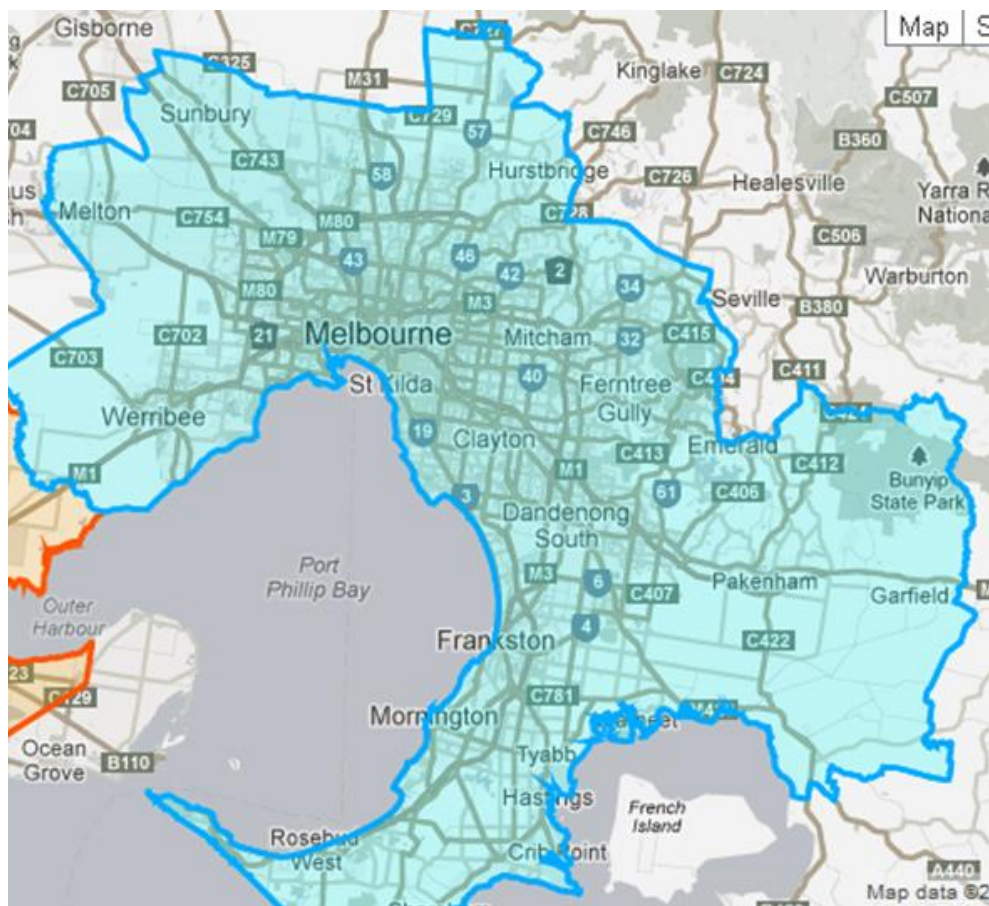 Gisborne
Map
S
C727
C325
M31
Kinglake
C724
C705
C507
Sunbury
C729
57
C746
B360
C743
58
Hurstbridge
C726
Healesville
Yarra R
Nationa
Melton
C754
M80
C728
C506
M79
43
46
42
2
34
Warburton
M80
M3
Seville
B380
C702
21
Melbourne
Mitcham
32
C415
C703
St Kilda
40
Ferntree
Gully
C411
Werribee
19
Clayton
Emerald
M1
M1
C413
C412
Bunyip
State Park
3
61
C406
Dandenong
South
Port
Phillip Bay
M3
6
Pakenham
C407
Garfield
Outer
Harbour
Frankston
4
C422
C781
Mornington
Ocean
Grove
B110
Tyabb
Hastings
French
Island
Rosebud
West
Crib Point
A440
Map data ©2